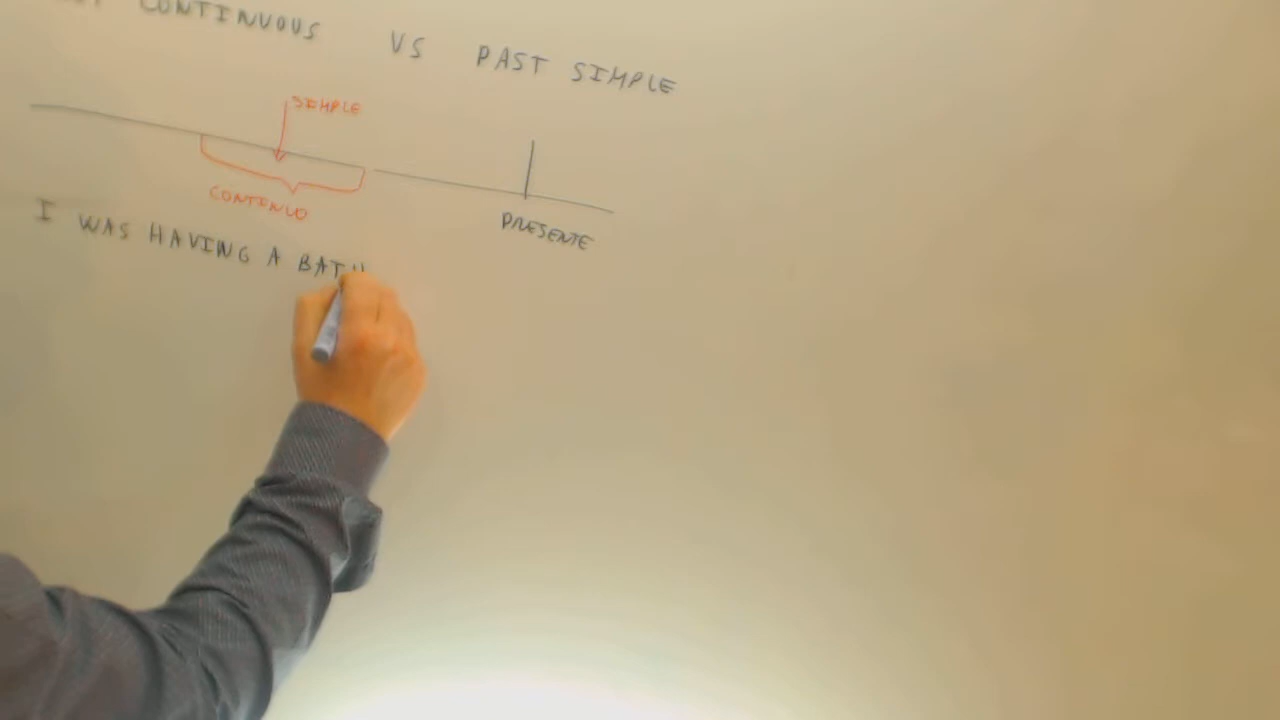 CONTINUOUS VS PAST SIMPLE
SIMPLE
CONTINUO
PRESENTE
I WAS HAVING A BATH